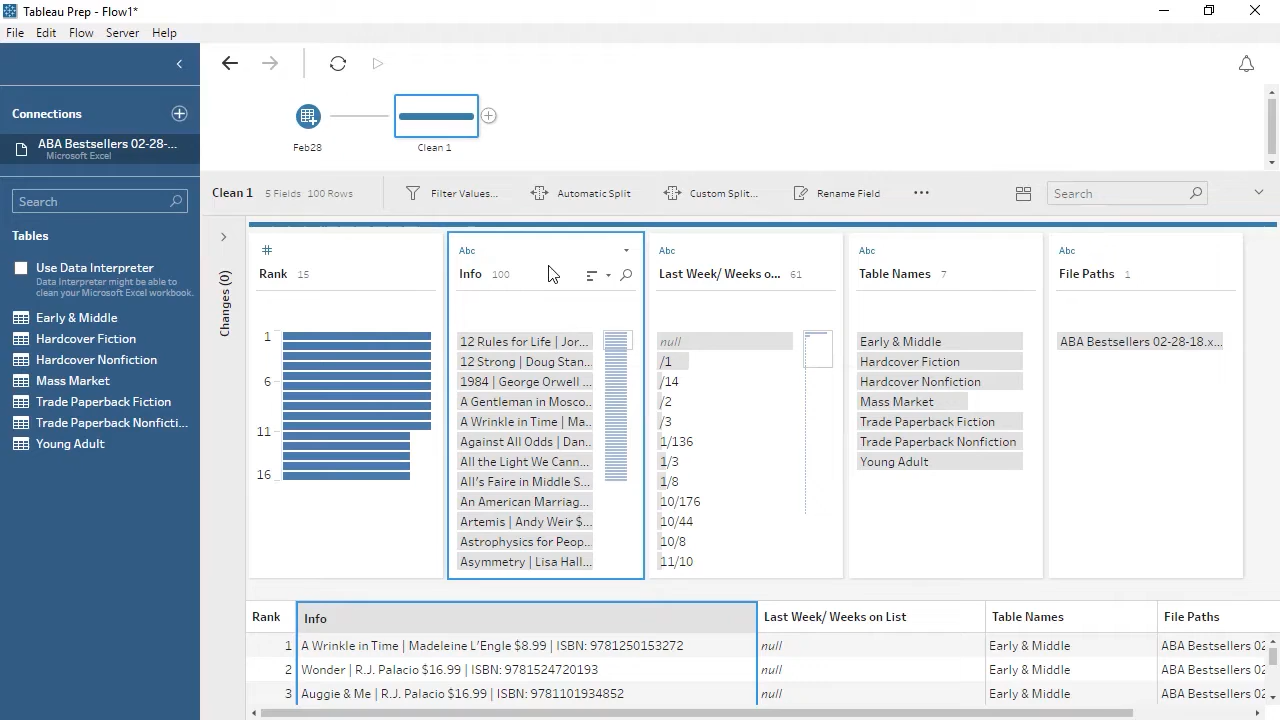 Tableau Prep - Flow1*
File Edit Flow Server Help
Connections
ABA Bestsellers 02-28-...
Microsoft Excel
Search
Tables
Use Data Interpreter
Data Interpreter might be able to
clean your Microsoft Excel workbook.
Early & Middle
Hardcover Fiction
Hardcover Nonfiction
Mass Market
Trade Paperback Fiction
Trade Paperback Nonficti...
Young Adult
Feb28
Clean 1
Clean 1 5 Fields 100 Rows Filter Values... Automatic Split Custom Split... Rename Field ••• Search
Changes (0)
#
Rank 15
1
6
11
16
Abc
Info 100
12 Rules for Life | Jor...
12 Strong | Doug Stan...
1984 | George Orwell ...
A Gentleman in Mosco...
A Wrinkle in Time | Ma...
Against All Odds | Dan...
All the Light We Cann...
All's Faire in Middle S...
An American Marriag...
Artemis | Andy Weir $...
Astrophysics for Peop...
Asymmetry | Lisa Hall...
Abc
Last Week/ Weeks o... 61
null
/1
/14
/2
/3
1/136
1/3
1/8
10/176
10/44
10/8
11/10
Abc
Table Names 7
Early & Middle
Hardcover Fiction
Hardcover Nonfiction
Mass Market
Trade Paperback Fiction
Trade Paperback Nonfiction
Young Adult
Abc
File Paths 1
ABA Bestsellers 02-28-18.x...
Rank Info Last Week/ Weeks on List Table Names File Paths
1 A Wrinkle in Time | Madeleine L’Engle $8.99 | ISBN: 9781250153272 null Early & Middle ABA Bestsellers 02
2 Wonder | R.J. Palacio $16.99 | ISBN: 9781524720193 null Early & Middle ABA Bestsellers 02
3 Auggie & Me | R.J. Palacio $16.99 | ISBN: 9781101934852 null Early & Middle ABA Bestsellers 02